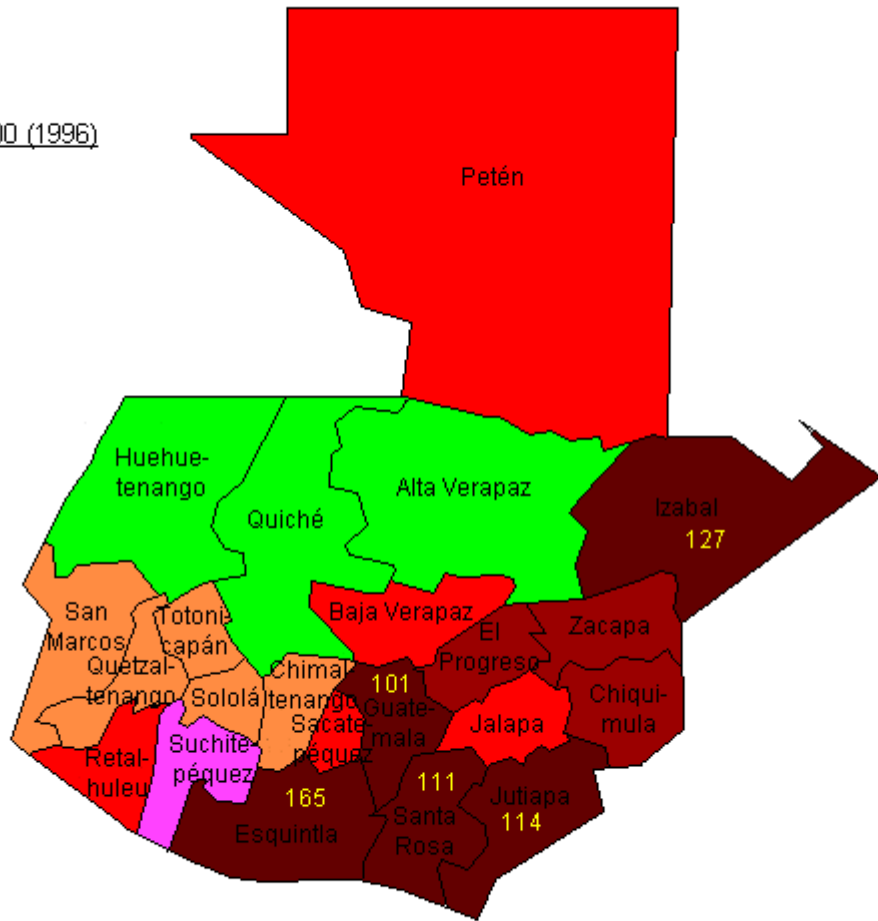 00 (1996)
Petén
Huehue-
tenango
Quiché
Alta Verapaz
Izabal
127
San
Marcos
Totoni-
capán
Baja Verapaz
El
Progreso
Zacapa
Quetzal-
tenango
Sololá
Chimal
tenango
101
Guate-
mala
Chiqui-
mula
Sacate-
péquez
Jalapa
Retal-
huleu
Suchite-
péquez
165
Esquintla
111
Santa
Rosa
Jutiapa
114